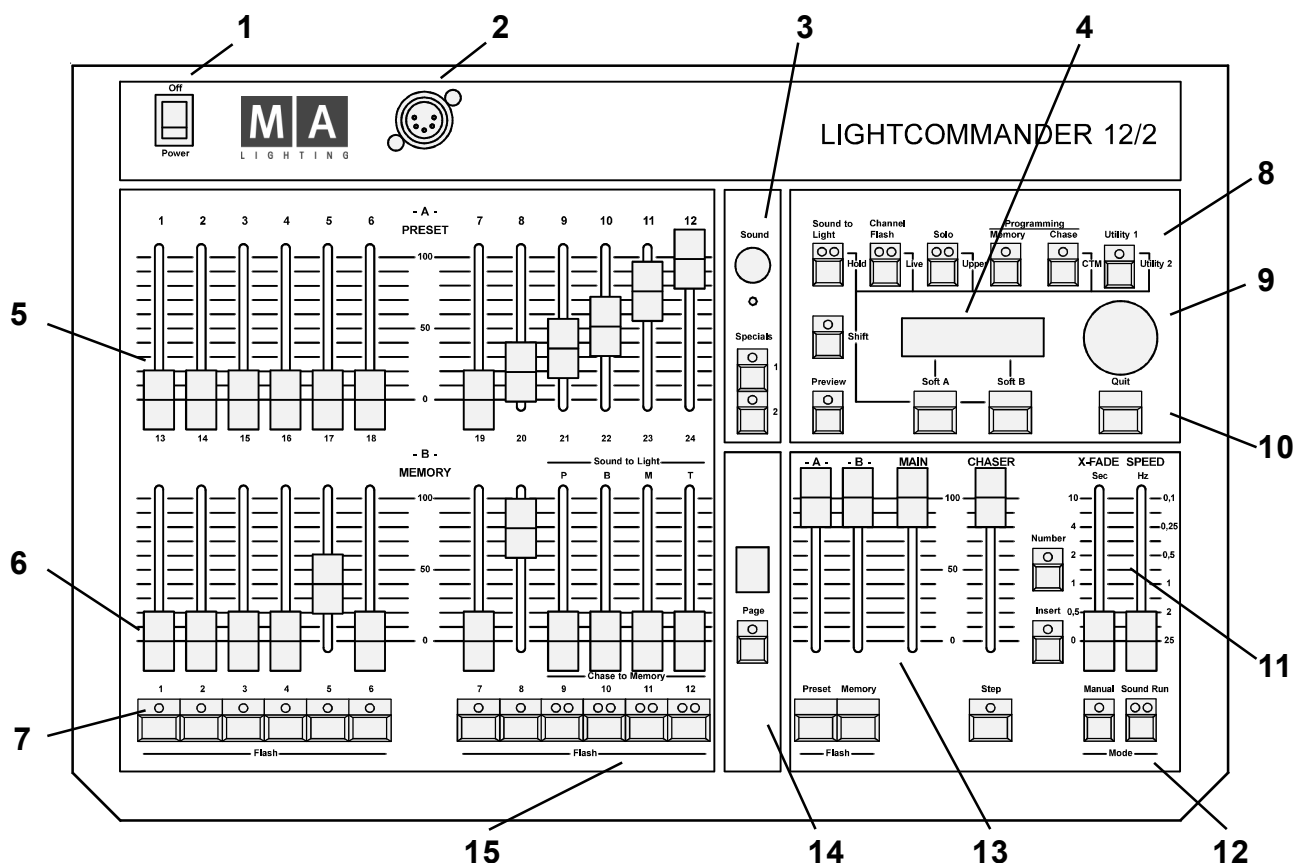 1 2 3 4
Off
Power
MA
LIGHTING
LIGHTCOMMANDER 12/2
8
9
10
11
12
13
14
15
5
6
7
1 2 3 4 5 6 - A - 7 8 9 10 11 12
PRESET
100
50
0
13 14 15 16 17 18 19 20 21 22 23 24
- B -
MEMORY
Sound to Light
P B M T
100
50
0
Chase to Memory
1 2 3 4 5 6 7 8 9 10 11 12
Flash Flash
Sound
Specials
1
2
Page
Programming
Sound to Light
Channel Flash
Solo
Memory
Chase
Utility 1
Hold
Live
Upper
CTM
Utility 2
Shift
Preview
Soft A
Soft B
Quit
- A - - B - MAIN CHASER X-FADE SPEED
Sec Hz
100
50
0
Number
Insert
10 0,1
4 0,25
2 0,5
1 1
0,5 2
0 25
Preset Memory
Flash
Step
Manual Sound Run
Mode